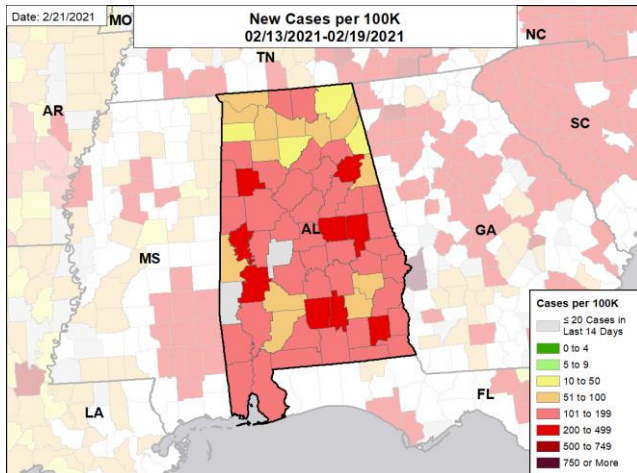 Date: 2/21/2021
New Cases per 100K
02/13/2021-02/19/2021
MO
TN
NC
AR
SC
AL
GA
MS
LA
FL
Cases per 100K
≤ 20 Cases in
Last 14 Days
0 to 4
5 to 9
10 to 50
51 to 100
101 to 199
200 to 499
500 to 749
750 or More